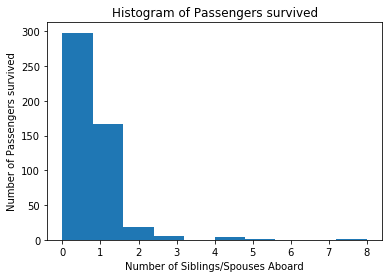 Histogram of Passengers survived
300
250
200
150
100
50
0
Number of Passengers survived
0 1 2 3 4 5 6 7 8
Number of Siblings/Spouses Aboard